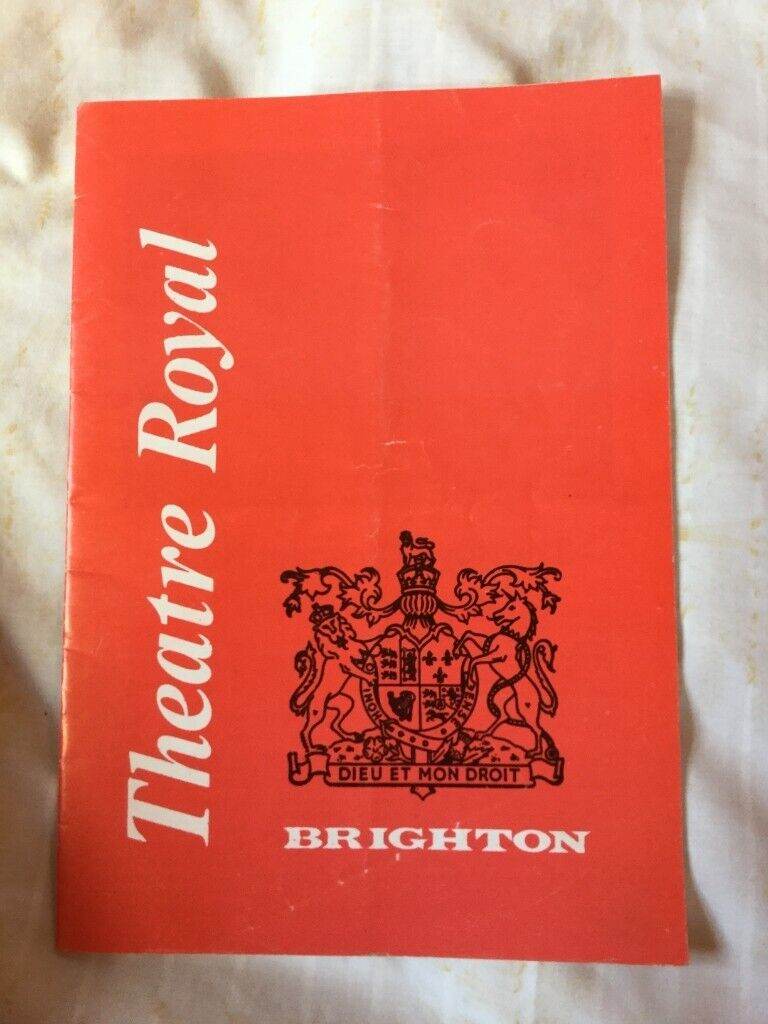 Theatre Royal
DIEU ET MON DROIT
BRIGHTON